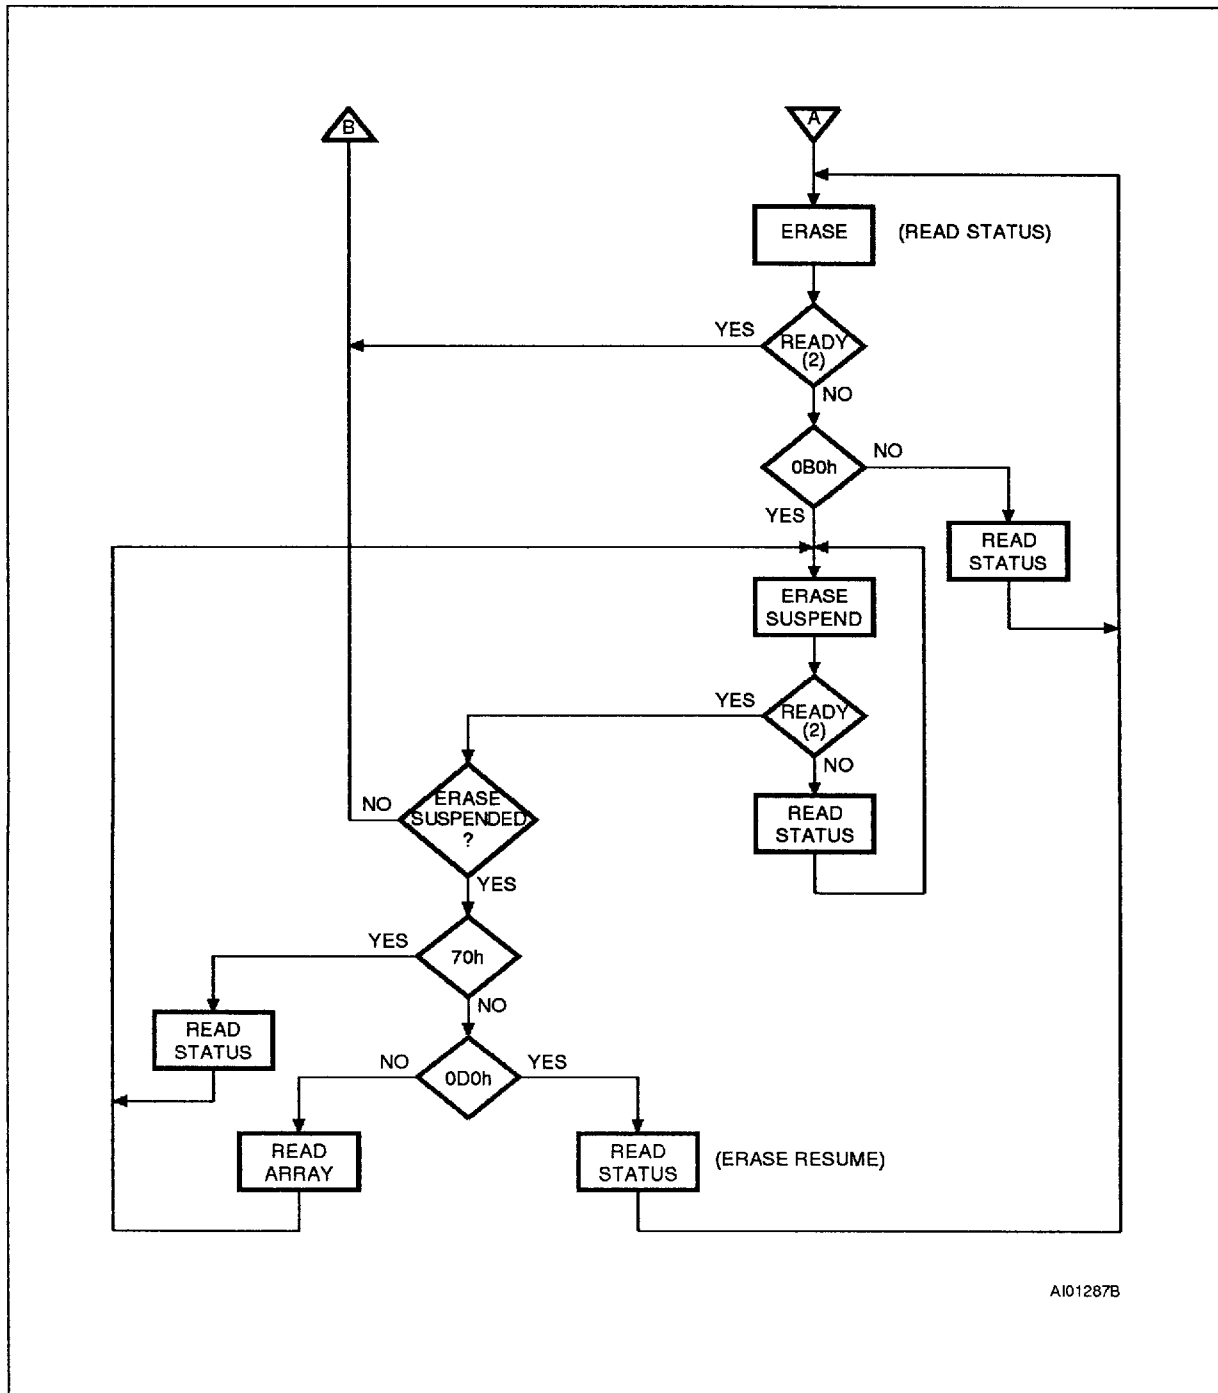 B
A
ERASE
(READ STATUS)
YES
READY
(2)
NO
0B0h
NO
YES
READ
STATUS
ERASE
SUSPEND
YES
READY
(2)
NO
NO
ERASE
SUSPENDED
?
READ
STATUS
YES
YES
70h
NO
READ
STATUS
NO
0D0h
YES
READ
ARRAY
READ
STATUS
(ERASE RESUME)
AI01287B